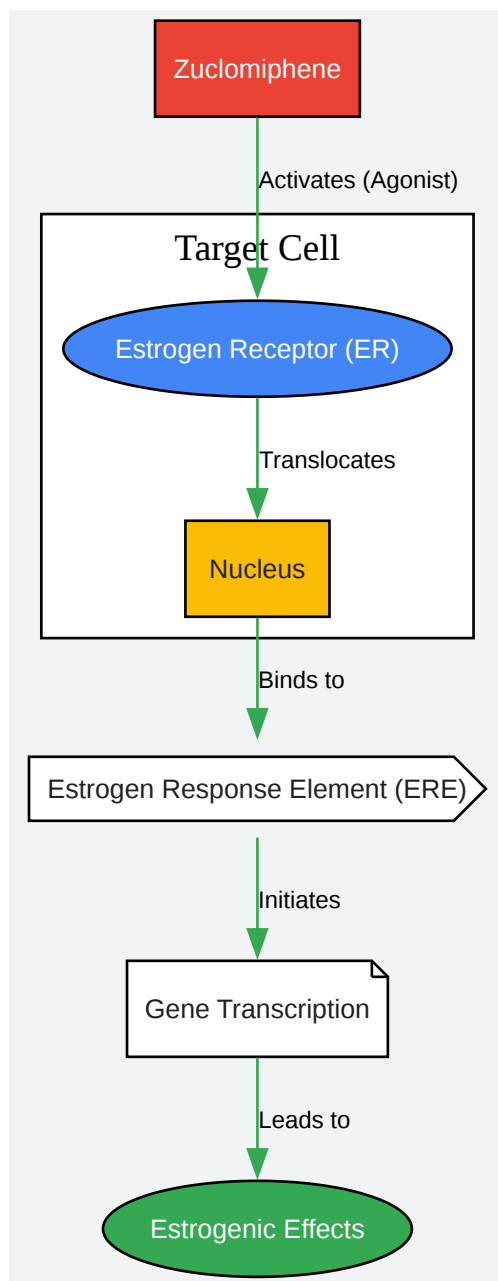 Zuclomiphene
Activates (Agonist)
Target Cell
Estrogen Receptor (ER)
Translocates
Nucleus
Binds to
Estrogen Response Element (ERE)
Initiates
Gene Transcription
Leads to
Estrogenic Effects